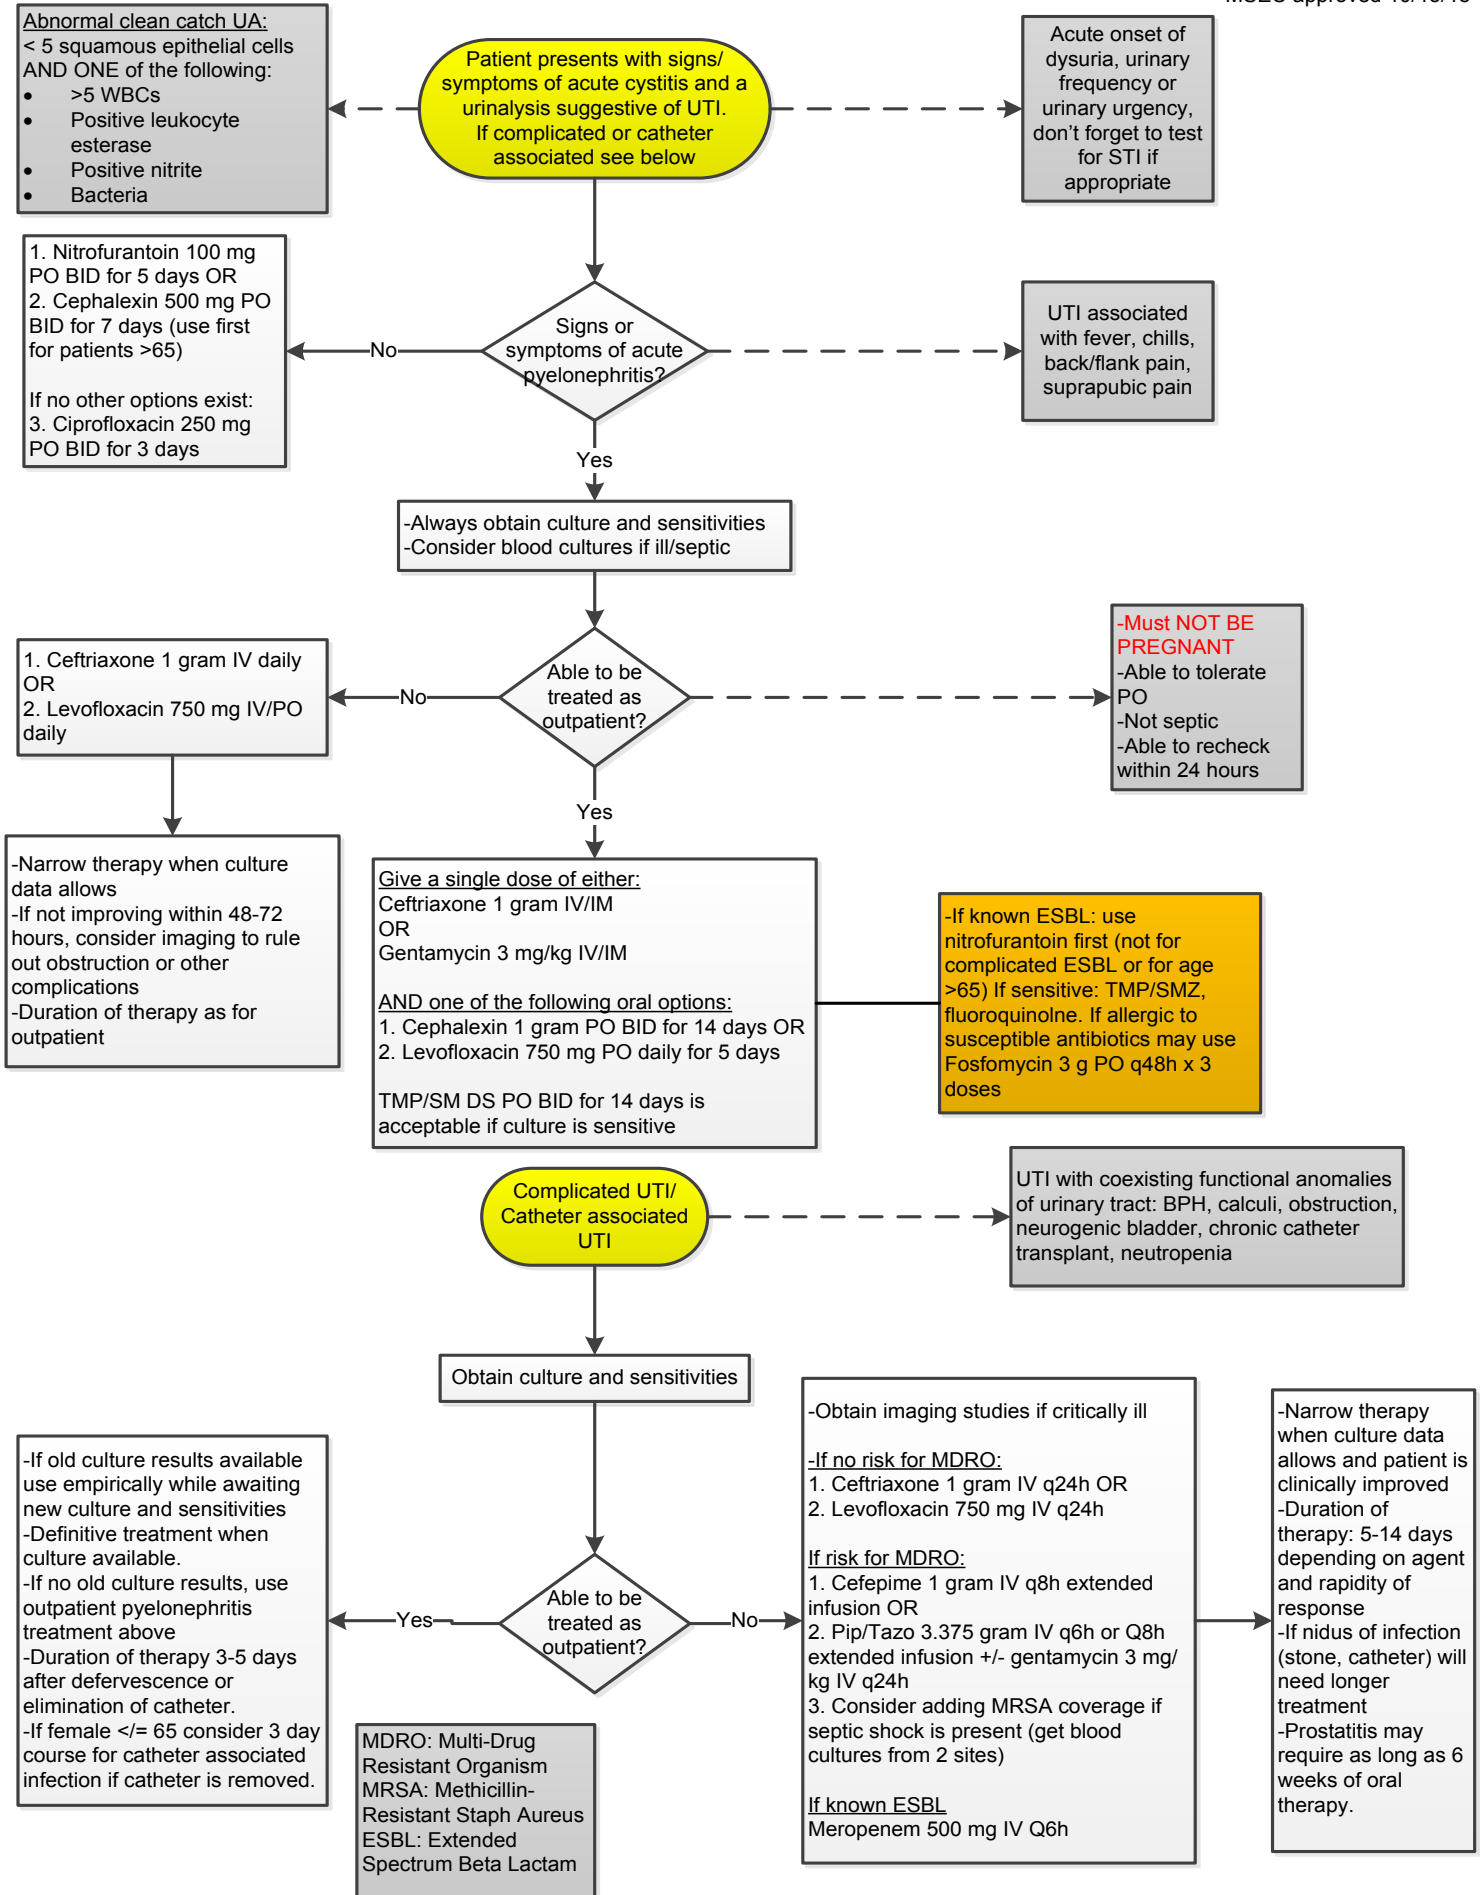 Abnormal clean catch UA:
< 5 squamous epithelial cells
AND ONE of the following:
• >5 WBCs
• Positive leukocyte
esterase
• Positive nitrite
• Bacteria
Patient presents with signs/
symptoms of acute cystitis and a
urinalysis suggestive of UTI.
If complicated or catheter
associated see below
Acute onset of
dysuria, urinary
frequency or
urinary urgency,
don't forget to test
for STI if
appropriate
1. Nitrofurantoin 100 mg
PO BID for 5 days OR
2. Cephalexin 500 mg PO
BID for 7 days (use first
for patients >65)
If no other options exist:
3. Ciprofloxacin 250 mg
PO BID for 3 days
No
Signs or
symptoms of acute
pyelonephritis?
UTI associated
with fever, chills,
back/flank pain,
suprapubic pain
Yes
-Always obtain culture and sensitivities
-Consider blood cultures if ill/septic
1. Ceftriaxone 1 gram IV daily
OR
2. Levofloxacin 750 mg IV/PO
daily
No
Able to be
treated as
outpatient?
-Must NOT BE
PREGNANT
-Able to tolerate
PO
-Not septic
-Able to recheck
within 24 hours
Yes
-Narrow therapy when culture
data allows
-If not improving within 48-72
hours, consider imaging to rule
out obstruction or other
complications
-Duration of therapy as for
outpatient
Give a single dose of either:
Ceftriaxone 1 gram IV/IM
OR
Gentamycin 3 mg/kg IV/IM
AND one of the following oral options:
1. Cephalexin 1 gram PO BID for 14 days OR
2. Levofloxacin 750 mg PO daily for 5 days
TMP/SM DS PO BID for 14 days is
acceptable if culture is sensitive
-If known ESBL: use
nitrofurantoin first (not for
complicated ESBL or for age
>65) If sensitive: TMP/SMZ,
fluoroquinolne. If allergic to
susceptible antibiotics may use
Fosfomycin 3 g PO q48h x 3
doses
Complicated UTI/
Catheter associated
UTI
UTI with coexisting functional anomalies
of urinary tract: BPH, calculi, obstruction,
neurogenic bladder, chronic catheter
transplant, neutropenia
Obtain culture and sensitivities
-If old culture results available
use empirically while awaiting
new culture and sensitivities
-Definitive treatment when
culture available.
-If no old culture results, use
outpatient pyelonephritis
treatment above
-Duration of therapy 3-5 days
after defervescence or
elimination of catheter.
-If female </= 65 consider 3 day
course for catheter associated
infection if catheter is removed.
Yes
Able to be
treated as
outpatient?
No
-Obtain imaging studies if critically ill
-If no risk for MDRO:
1. Ceftriaxone 1 gram IV q24h OR
2. Levofloxacin 750 mg IV q24h
If risk for MDRO:
1. Cefepime 1 gram IV q8h extended
infusion OR
2. Pip/Tazo 3.375 gram IV q6h or Q8h
extended infusion +/- gentamycin 3 mg/
kg IV q24h
3. Consider adding MRSA coverage if
septic shock is present (get blood
cultures from 2 sites)
If known ESBL
Meropenem 500 mg IV Q6h
-Narrow therapy
when culture data
allows and patient is
clinically improved
-Duration of
therapy: 5-14 days
depending on agent
and rapidity of
response
-If nidus of infection
(stone, catheter) will
need longer
treatment
-Prostatitis may
require as long as 6
weeks of oral
therapy.
MDRO: Multi-Drug
Resistant Organism
MRSA: Methicillin-
Resistant Staph Aureus
ESBL: Extended
Spectrum Beta Lactam